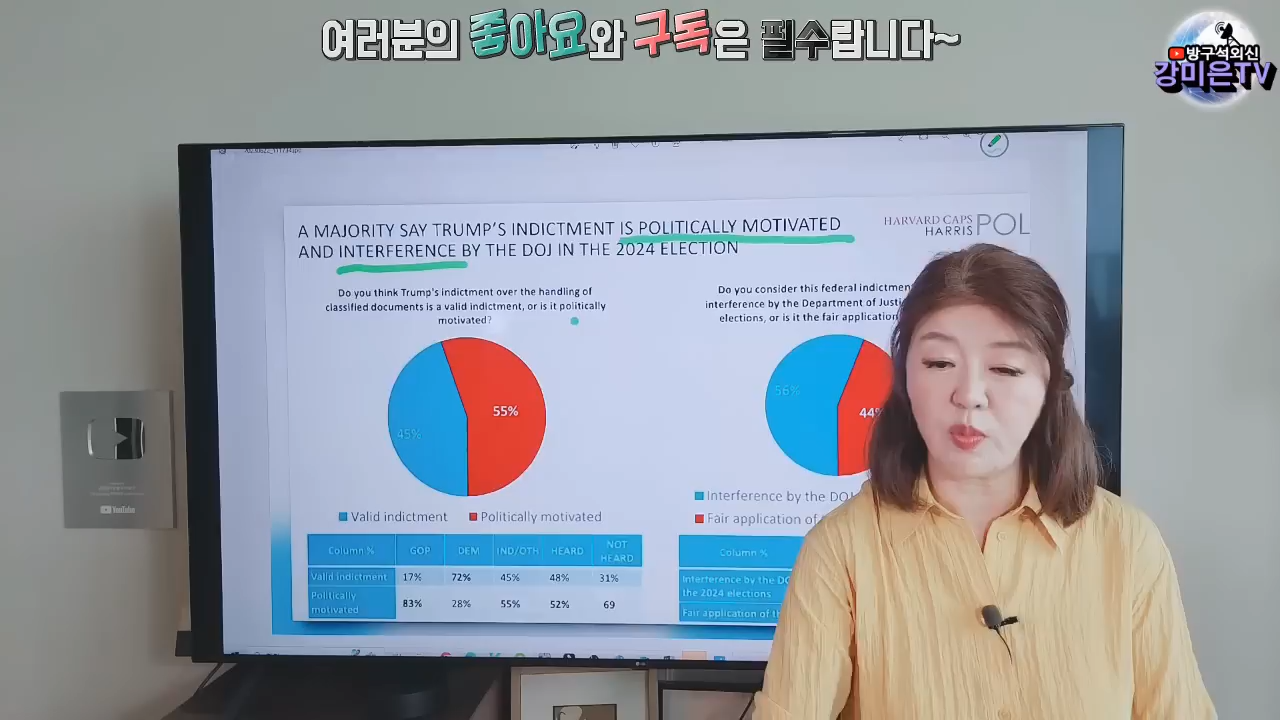 여러분의 좋아요와 구독은 필수랍니다~
방구석외신
강미은TV
A MAJORITY SAY TRUMP'S INDICTMENT IS POLITICALLY MOTIVATED
AND INTERFERENCE BY THE DOJ IN THE 2024 ELECTION
HARVARD CAPS
HARRIS POL
Do you think Trump's indictment over the handling of
classified documents is a valid indictment, or is it politically
motivated?
45%
55%
Valid indictment
Politically motivated
Column % GOP DEM IND/OTH HEARD NOT HEARD
Valid indictment 17% 72% 45% 48% 31%
Politically motivated 83% 28% 55% 52% 69
Do you consider this federal indictmen
interference by the Department of Justi
elections, or is it the fair application
56%
44%
Interference by the DOJ
Fair application of
Column %
Interference by the DO
the 2024 elections
Fair application of th
YouTube
LG